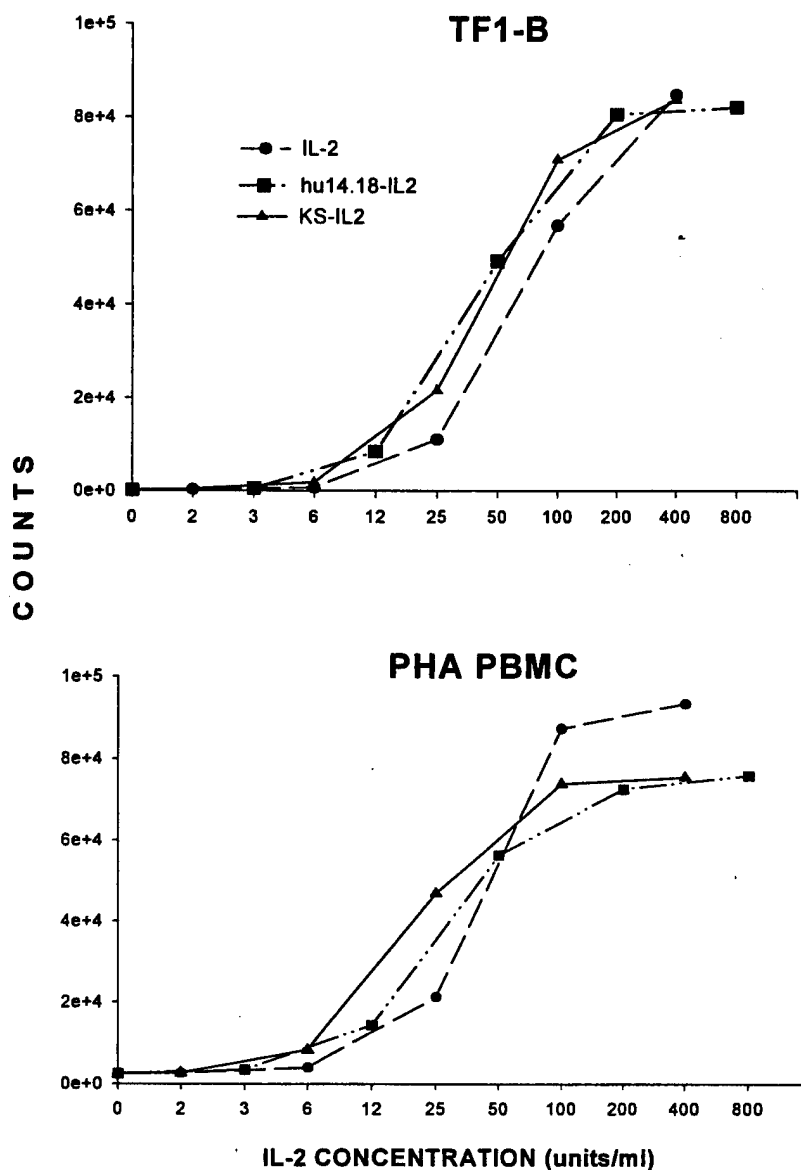 TF1-B
1e+5
8e+4
6e+4
4e+4
2e+4
0e+0
IL-2
hu14.18-IL2
KS-IL2
0 2 3 6 12 25 50 100 200 400 800
COUNTS
PHA PBMC
1e+5
8e+4
6e+4
4e+4
2e+4
0e+0
0 2 3 6 12 25 50 100 200 400 800
IL-2 CONCENTRATION (units/ml)